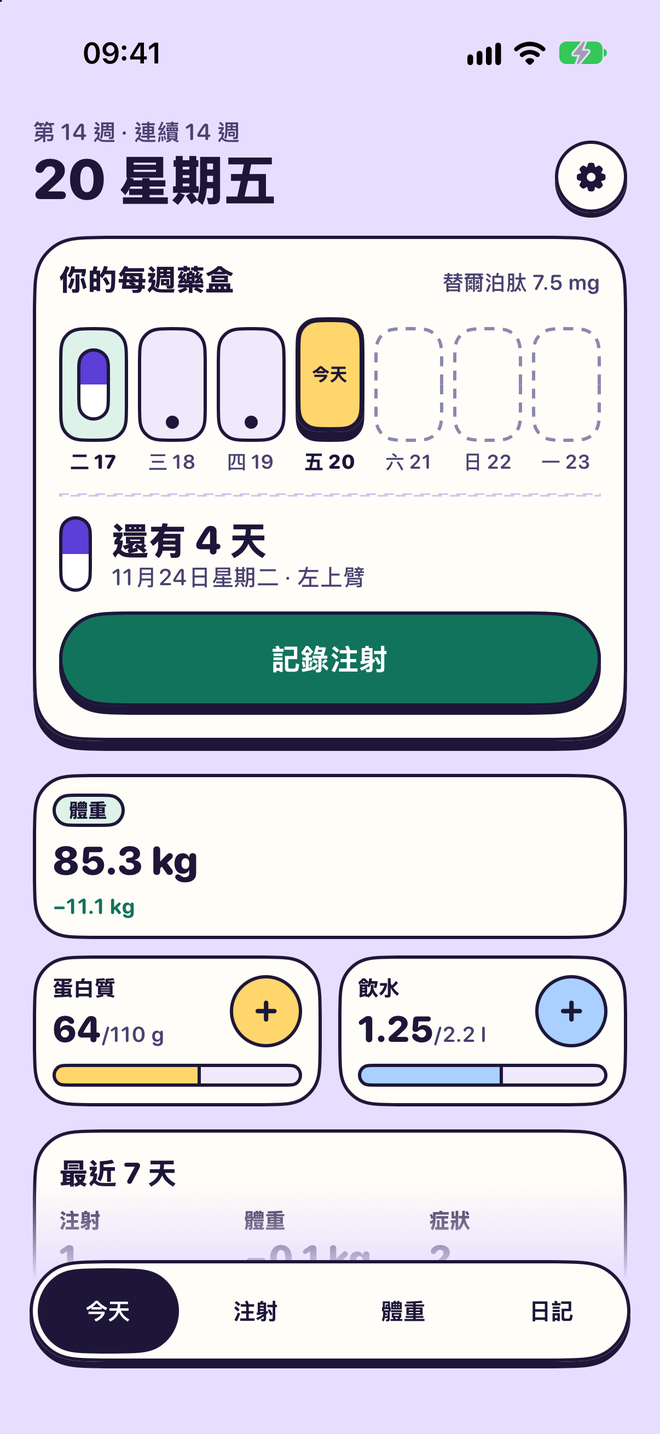 09:41
第 14 週 · 連續 14 週
20 星期五
你的每週藥盒
替爾泊肽 7.5 mg
今天
二 17
三 18
四 19
五 20
六 21
日 22
一 23
還有 4 天
11月24日星期二 · 左上臂
記錄注射
體重
85.3 kg
−11.1 kg
蛋白質
64/110 g
飲水
1.25/2.2 l
最近 7 天
注射
體重
症狀
1
−0.1 kg
2
今天
注射
體重
日記